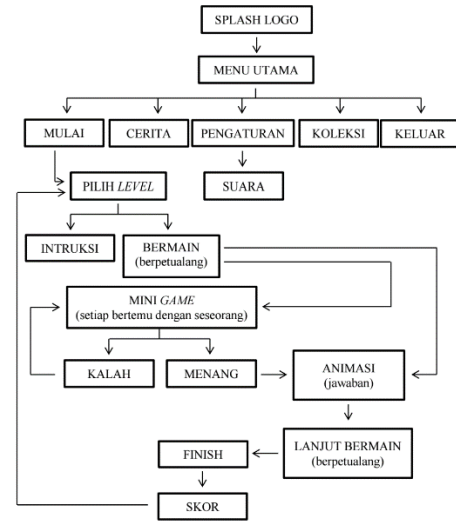 SPLASH LOGO
MENU UTAMA
MULAI
CERITA
PENGATURAN
KOLEKSI
KELUAR
PILIH LEVEL
SUARA
INTRUKSI
BERMAIN
(berpetualang)
MINI GAME
(setiap bertemu dengan seseorang)
KALAH
MENANG
ANIMASI
(jawaban)
LANJUT BERMAIN
(berpetualang)
FINISH
SKOR